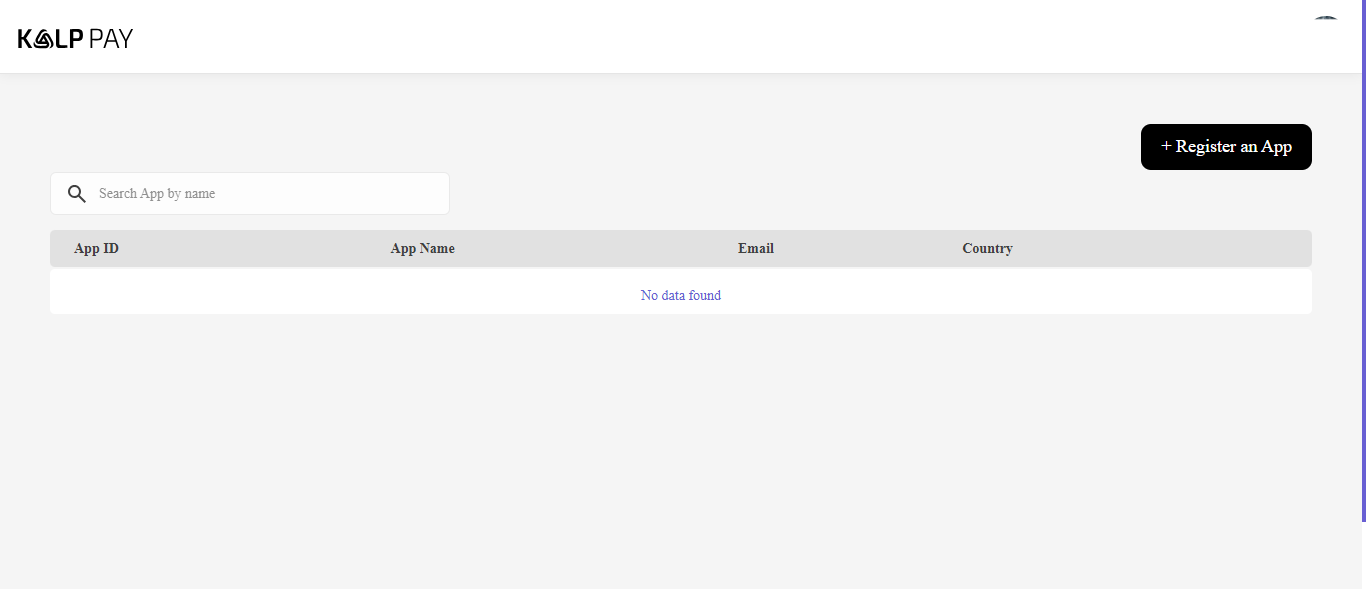 KALP PAY
+ Register an App
Search App by name
App ID App Name Email Country
No data found